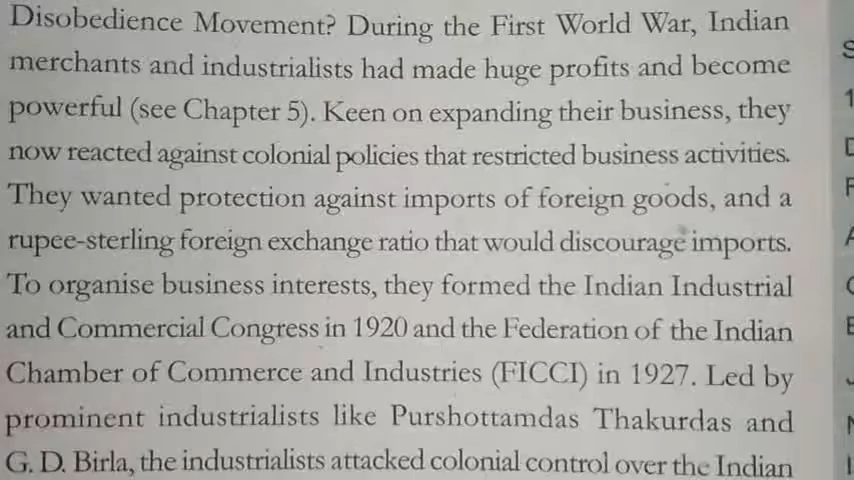 Disobedience Movement? During the First World War, Indian
merchants and industrialists had made huge profits and become
powerful (see Chapter 5). Keen on expanding their business, they
now reacted against colonial policies that restricted business activities.
They wanted protection against imports of foreign goods, and a
rupee-sterling foreign exchange ratio that would discourage imports.
To organise business interests, they formed the Indian Industrial
and Commercial Congress in 1920 and the Federation of the Indian
Chamber of Commerce and Industries (FICCI) in 1927. Led by
prominent industrialists like Purshottamdas Thakurdas and
G. D. Birla, the industrialists attacked colonial control over the Indian